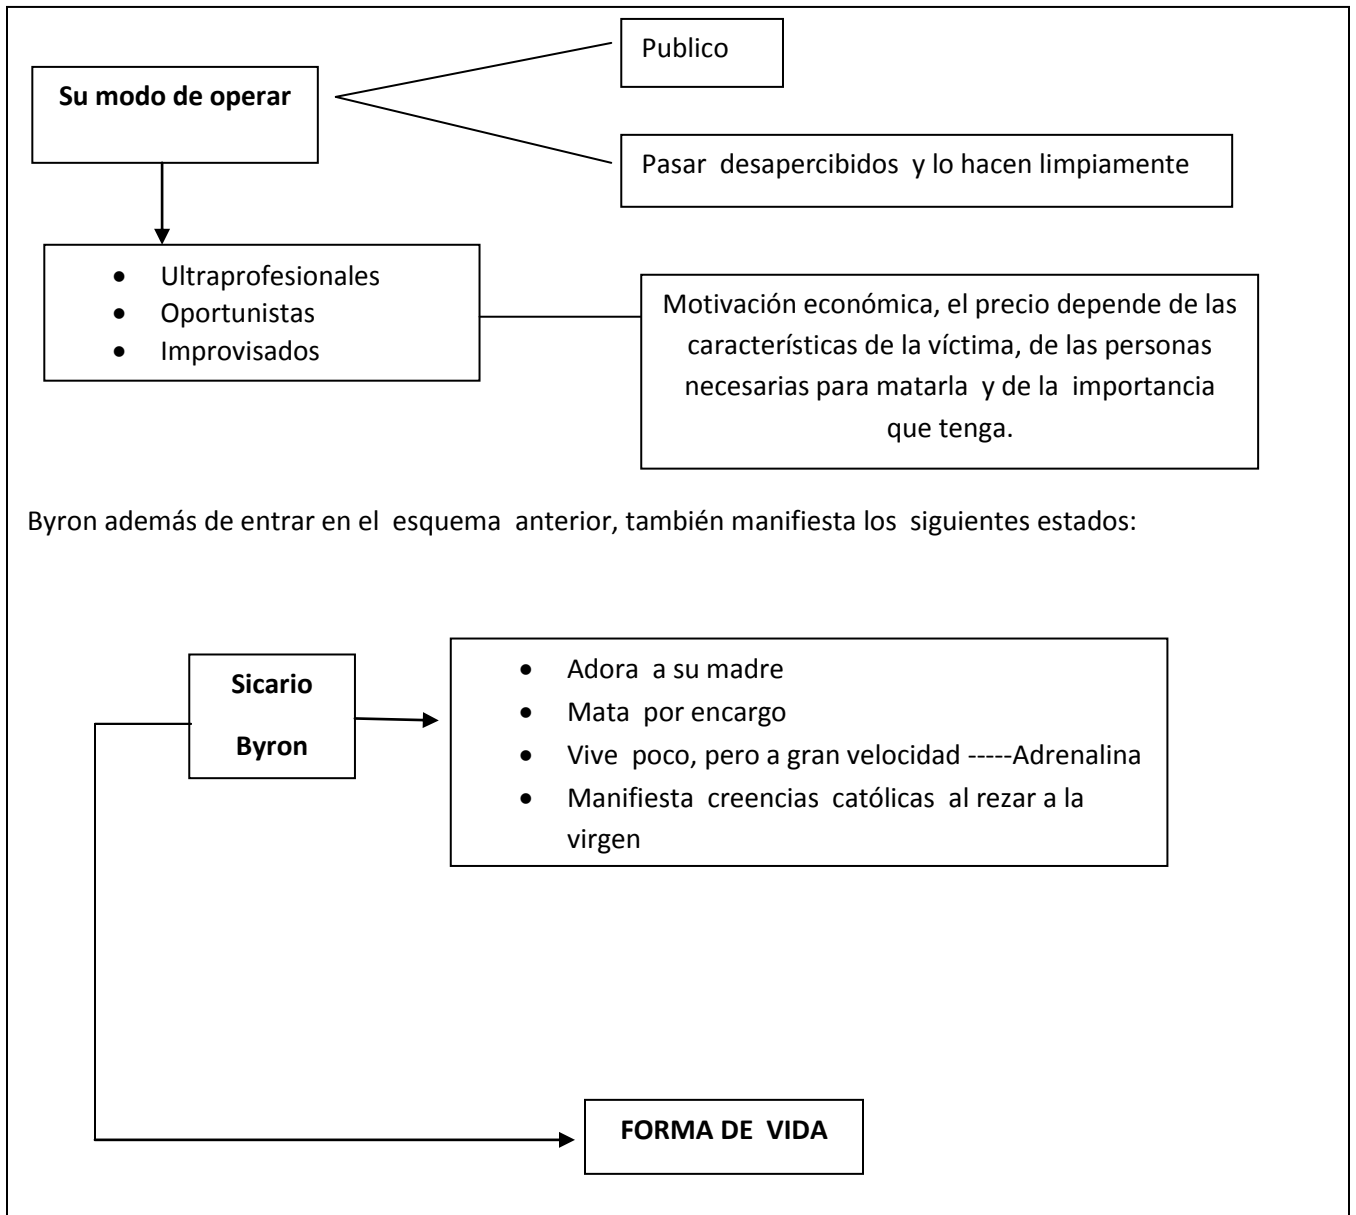 Publico
Su modo de operar
Pasar desapercibidos y lo hacen limpiamente
• Ultraprofesionales
• Oportunistas
• Improvisados
Motivación económica, el precio depende de las
características de la víctima, de las personas
necesarias para matarla y de la importancia
que tenga.
Byron además de entrar en el esquema anterior, también manifiesta los siguientes estados:
Sicario
Byron
• Adora a su madre
• Mata por encargo
• Vive poco, pero a gran velocidad -----Adrenalina
• Manifiesta creencias católicas al rezar a la
virgen
FORMA DE VIDA